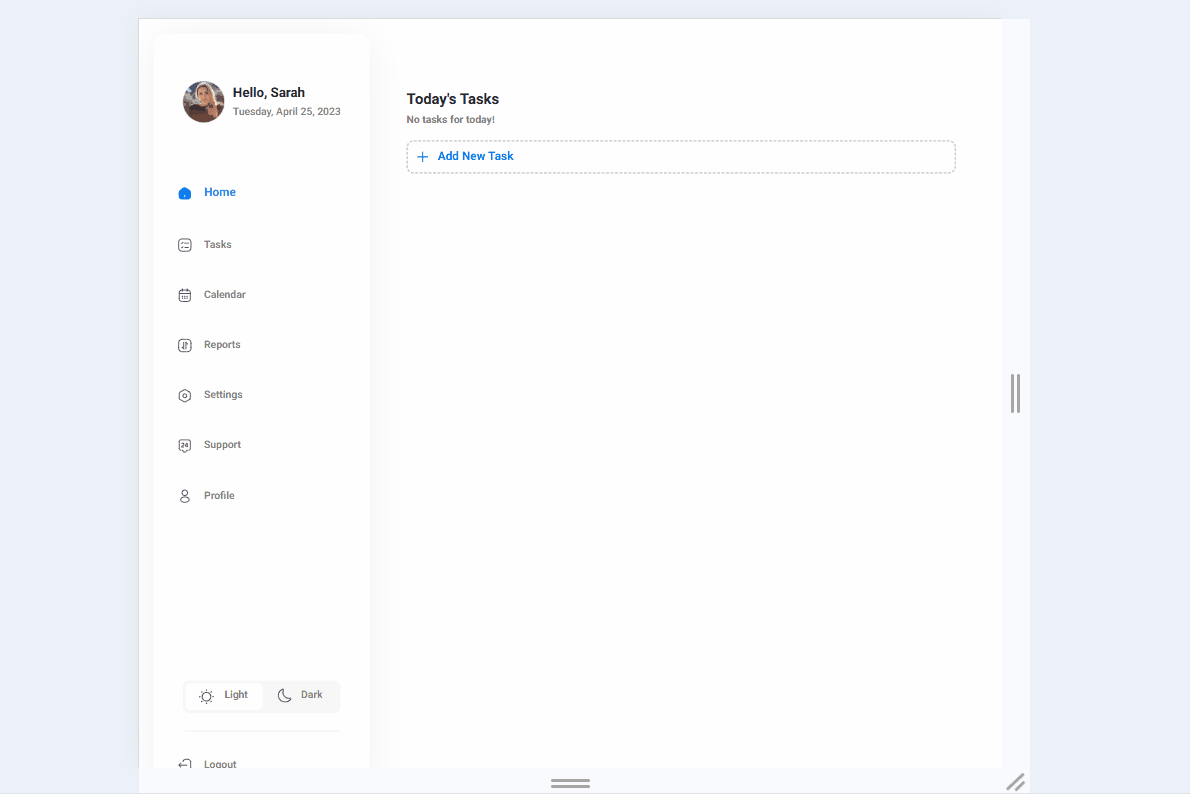 Hello, Sarah
Tuesday, April 25, 2023
Home
Tasks
Calendar
Reports
Settings
24
Support
Profile
Light
Dark
Logout
Today's Tasks
No tasks for today!
Add New Task